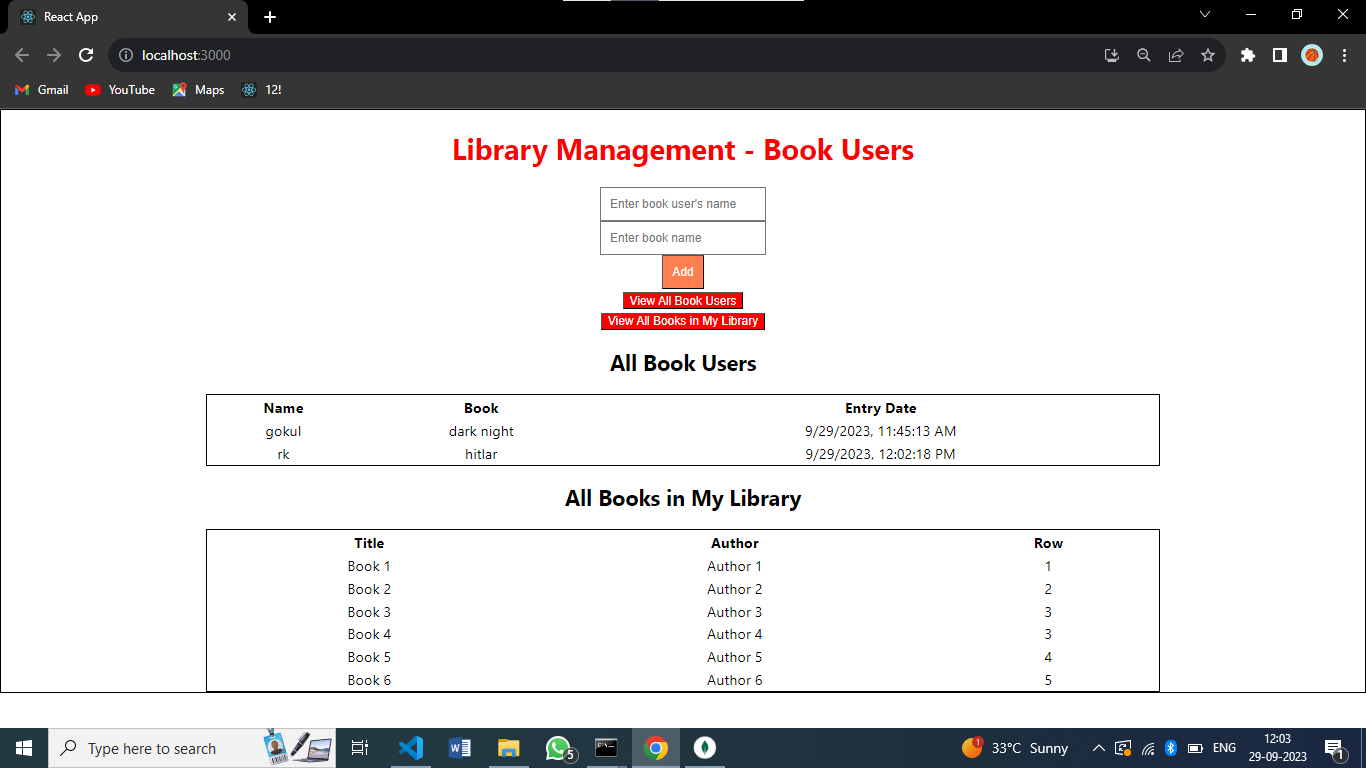 React App
localhost:3000
Gmail YouTube Maps 12!
Library Management - Book Users
Enter book user's name
Enter book name
Add
View All Book Users
View All Books in My Library
All Book Users
Name Book Entry Date
gokul dark night 9/29/2023, 11:45:13 AM
rk hitlar 9/29/2023, 12:02:18 PM
All Books in My Library
Title Author Row
Book 1 Author 1 1
Book 2 Author 2 2
Book 3 Author 3 3
Book 4 Author 4 3
Book 5 Author 5 4
Book 6 Author 6 5
Type here to search
5
1
33°C Sunny
ENG
12:03
29-09-2023
1